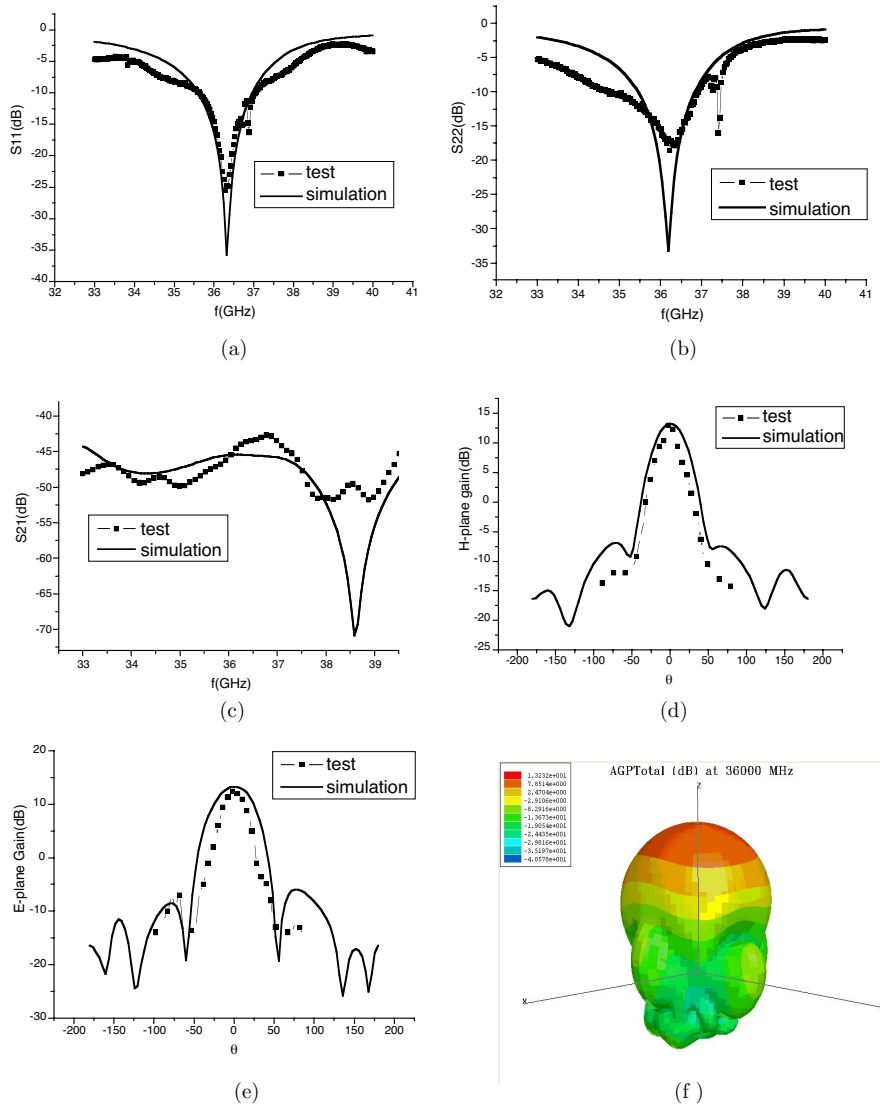 0
-5
-10
-15
-20
-25
-30
-35
-40
S11(dB)
test
simulation
32 33 34 35 36 37 38 39 40 41
f(GHz)
(a)
0
-5
-10
-15
-20
-25
-30
-35
S22(dB)
test
simulation
32 33 34 35 36 37 38 39 40 41
f(GHz)
(b)
-40
-45
-50
-55
-60
-65
-70
S21(dB)
test
simulation
33 34 35 36 37 38 39
f(GHz)
(c)
15
10
5
0
-5
-10
-15
-20
-25
H-plane gain(dB)
test
simulation
-200 -150 -100 -50 0 50 100 150 200
θ
(d)
20
10
0
-10
-20
-30
E-plane Gain(dB)
test
simulation
-200 -150 -100 -50 0 50 100 150 200
θ
(e)
AGPTotal (dB) at 36000 MHz
1.3232e+001
7.8514e+000
2.4704e+000
-2.9106e+000
-8.2916e+000
-1.3673e+001
-1.9054e+001
-2.4435e+001
-2.9816e+001
-3.5197e+001
-4.0578e+001
z
x
(f )